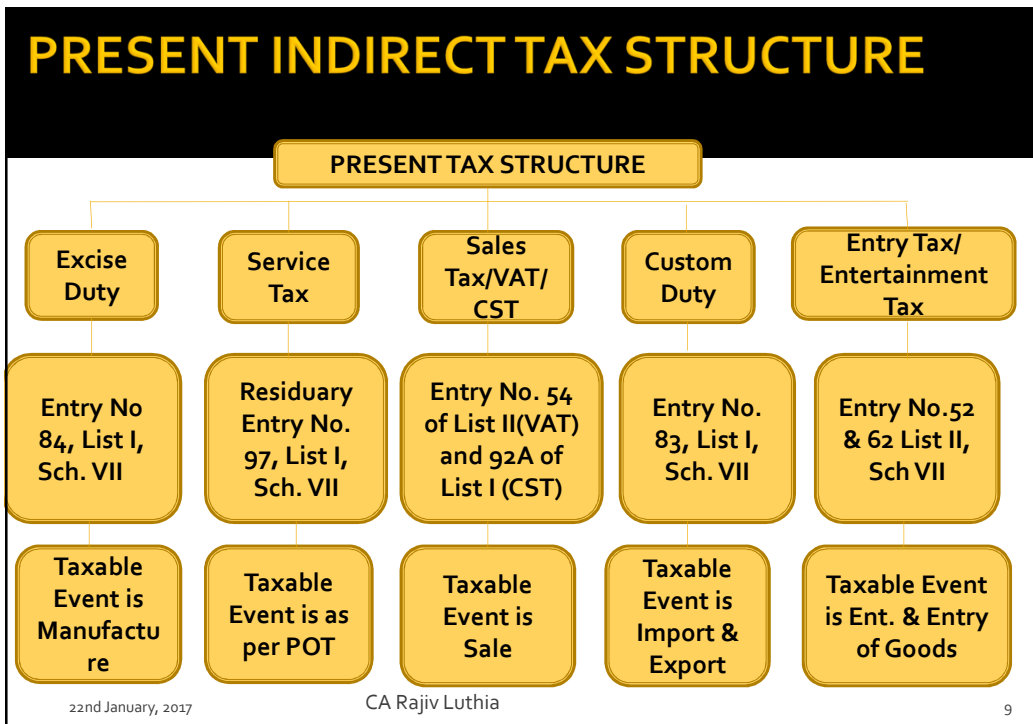 PRESENT INDIRECT TAX STRUCTURE
PRESENT TAX STRUCTURE
Excise
Duty
Service
Tax
Sales
Tax/VAT/
CST
Custom
Duty
Entry Tax/
Entertainment
Tax
Entry No
84, List I,
Sch. VII
Residuary
Entry No.
97, List I,
Sch. VII
Entry No. 54
of List II(VAT)
and 92A of
List I (CST)
Entry No.
83, List I,
Sch. VII
Entry No.52
& 62 List II,
Sch VII
Taxable
Event is
Manufactu
re
Taxable
Event is as
per POT
Taxable
Event is
Sale
Taxable
Event is
Import &
Export
Taxable Event
is Ent. & Entry
of Goods
22nd January, 2017
CA Rajiv Luthia
9